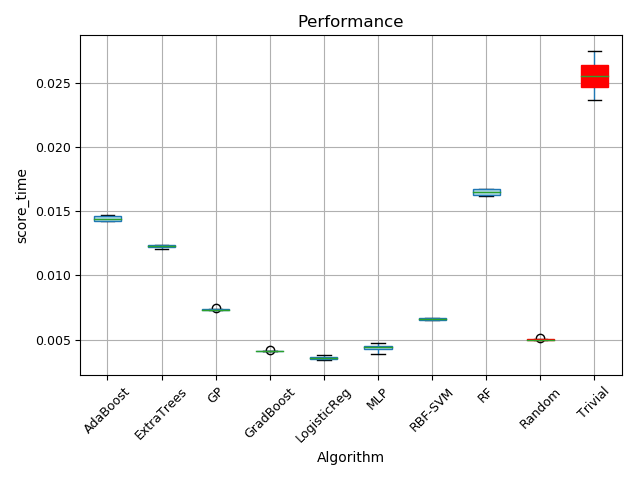 Performance
0.025
0.020
0.015
0.010
0.005
score_time
AdaBoost
ExtraTrees
GP
GradBoost
LogisticReg
MLP
RBF-SVM
RF
Random
Trivial
Algorithm